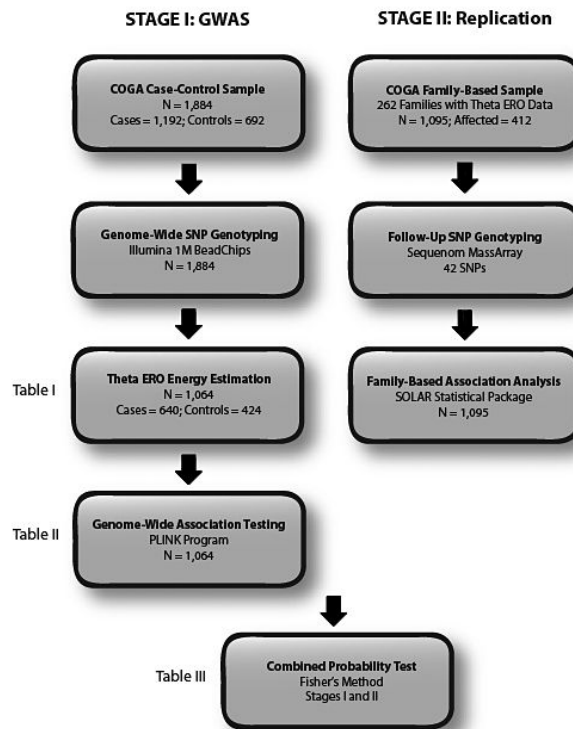 STAGE I: GWAS
COGA Case-Control Sample
N = 1,884
Cases = 1,192; Controls = 692
Genome-Wide SNP Genotyping
Illumina 1M BeadChips
N = 1,884
Table I
Theta ERO Energy Estimation
N = 1,064
Cases = 640; Controls = 424
Table II
Genome-Wide Association Testing
PLINK Program
N = 1,064
STAGE II: Replication
COGA Family-Based Sample
262 Families with Theta ERO Data
N = 1,095; Affected = 412
Follow-Up SNP Genotyping
Sequenom MassArray
42 SNPs
Family-Based Association Analysis
SOLAR Statistical Package
N = 1,095
Table III
Combined Probability Test
Fisher's Method
Stages I and II